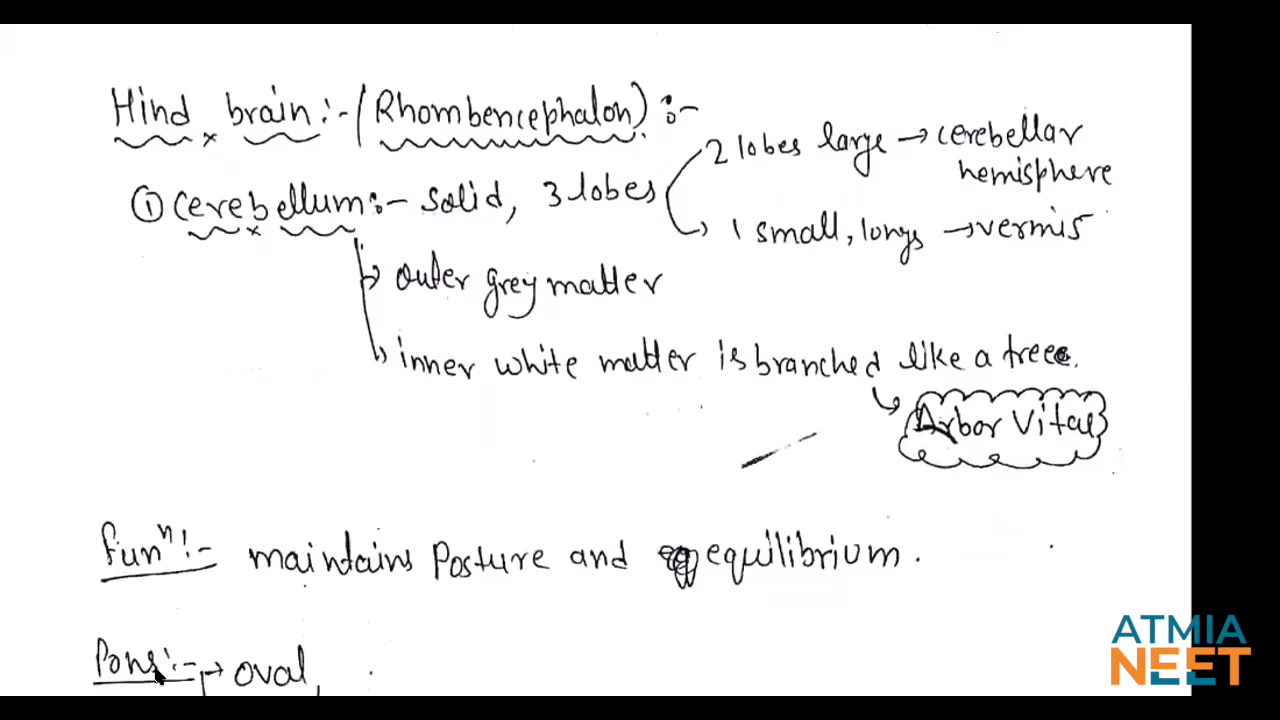 Hind brain:- (Rhombencephalon) :-
① Cerebellum:- solid, 3 lobes
2 lobes large → cerebellar hemisphere
1 small, → vermis
→ outer grey matter
→ inner white matter is branched like a tree.
→ Arbor Vitae
funⁿ:- maintains Posture and equilibrium.
Pons:- → oval,
ATMIA
NEET